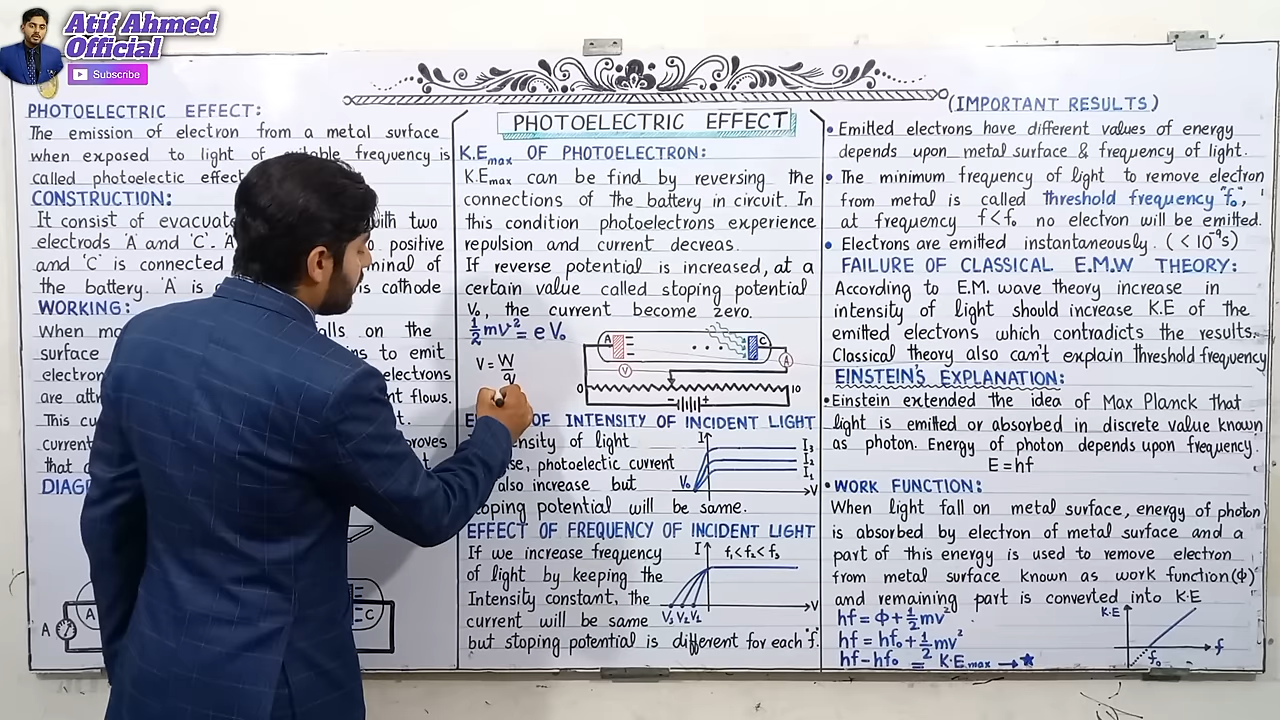 Atif Ahmed
Official
Subscribe
PHOTOELECTRIC EFFECT:
The emission of electron from a metal surface
when exposed to light of frequency is
called photoelectic effect
CONSTRUCTION:
It consist of with two
electrods 'A' and 'C'. positive
and 'C' is connected of
the battery. 'A' is cathode
WORKING:
When on the
surface to emit
electron electrons
are flows.
This
current proves
that
A
A
C
PHOTOELECTRIC EFFECT
K.Emax OF PHOTOELECTRON:
K.Emax can be find by reversing the
connections of the battery in circuit. In
this condition photoelectrons experience
repulsion and current decreas.
If reverse potential is increased, at a
certain value called stoping potential
V₀, the current become zero.
½mv² = eV₀
V = W/q
A C
V A
0 10
- +
OF INTENSITY OF INCIDENT LIGHT
of light
photoelectic current
also increase but
potential will be same.
I I₃
I₂
I₁
V₀ V
EFFECT OF FREQUENCY OF INCIDENT LIGHT
If we increase frequency
of light by keeping the
Intensity constant, the
current will be same
but stoping potential is different for each 'f'.
I f₁<f₂<f₃
V₃ V₂ V₁ V
(IMPORTANT RESULTS)
• Emitted electrons have different values of energy
depends upon metal surface & frequency of light.
• The minimum frequency of light to remove electron
from metal is called threshold frequency "f₀",
at frequency f<f₀ no electron will be emitted.
• Electrons are emitted instantaneously. (<10⁻⁹s)
FAILURE OF CLASSICAL E.M.W THEORY:
According to E.M. wave theory increase in
intensity of light should increase K.E of the
emitted electrons which contradicts the results.
Classical theory also can't explain threshold frequency
EINSTEIN'S EXPLANATION:
• Einstein extended the idea of Max Planck that
light is emitted or absorbed in discrete value known
as photon. Energy of photon depends upon frequency.
E = hf
• WORK FUNCTION:
When light fall on metal surface, energy of photon
is absorbed by electron of metal surface and a
part of this energy is used to remove electron
from metal surface known as work function(Φ)
and remaining part is converted into K.E
hf = Φ + ½mv²
hf = hf₀ + ½mv²
hf - hf₀ = K.Emax → ★
K.E
f₀ f